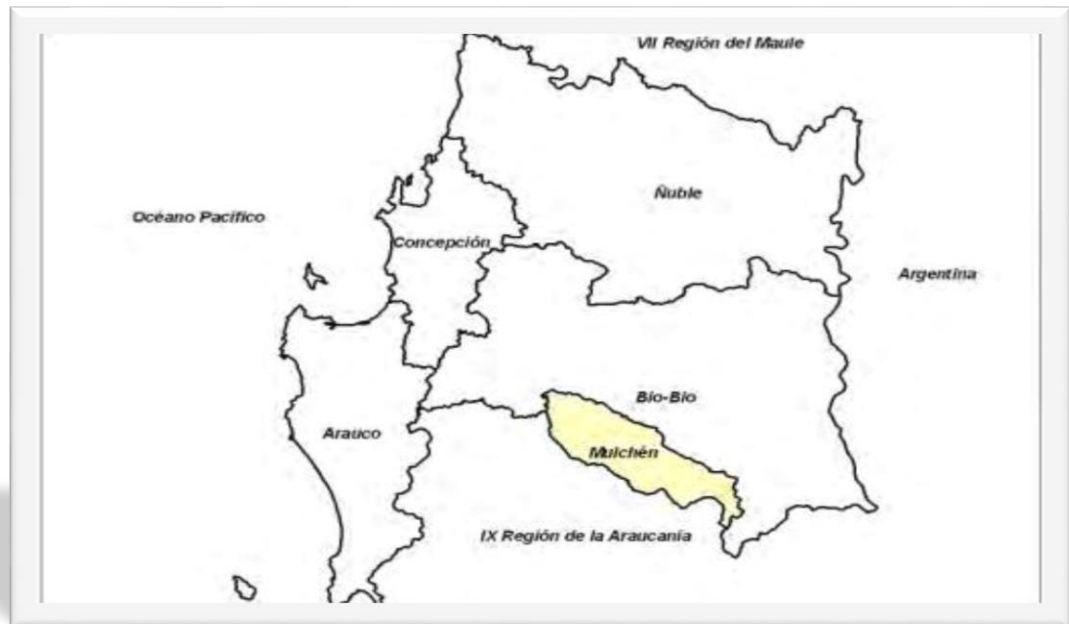 VII Región del Maule
Ñuble
Océano Pacífico
Concepción
Argentina
Bío-Bío
Arauco
Mulchén
IX Región de la Araucanía